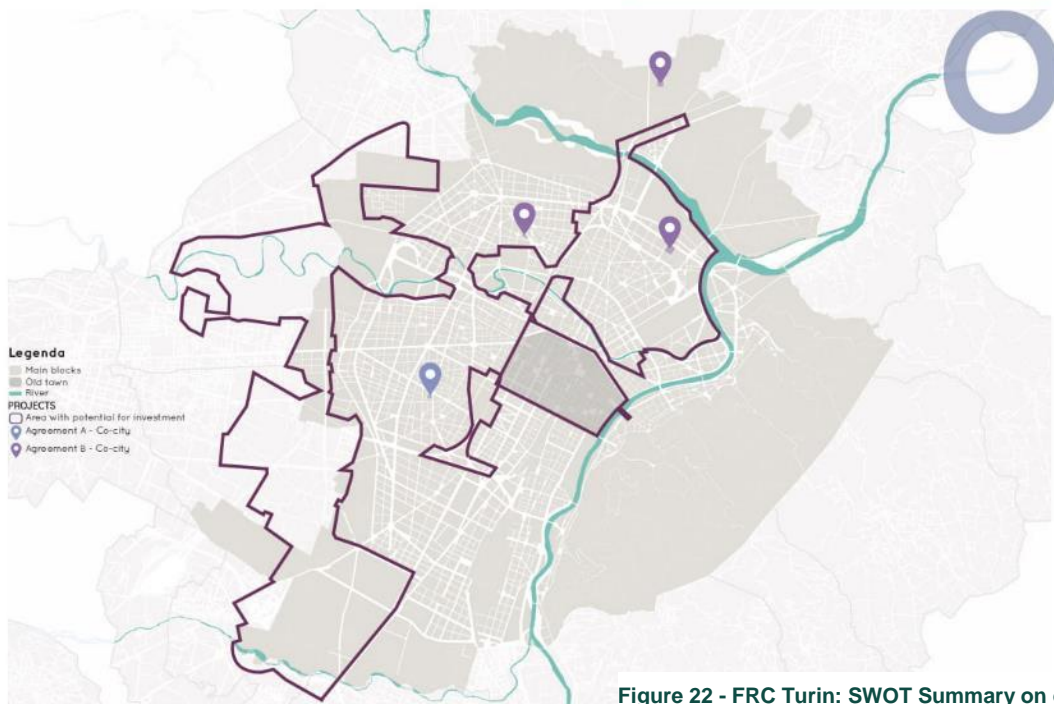 Legenda
Main blocks
Old town
River
PROJECTS
Area with potential for investment
Agreement A - Co-city
Agreement B - Co-city
O
Figure 22 - FRC Turin: SWOT Summary on